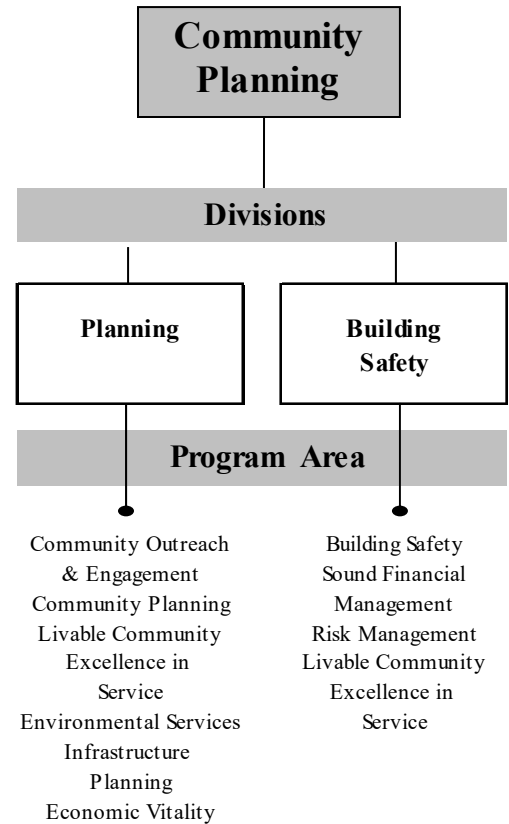 Community
Planning
Divisions
Planning
Building
Safety
Program Area
Community Outreach
& Engagement
Community Planning
Livable Community
Excellence in
Service
Environmental Services
Infrastructure
Planning
Economic Vitality
Building Safety
Sound Financial
Management
Risk Management
Livable Community
Excellence in
Service